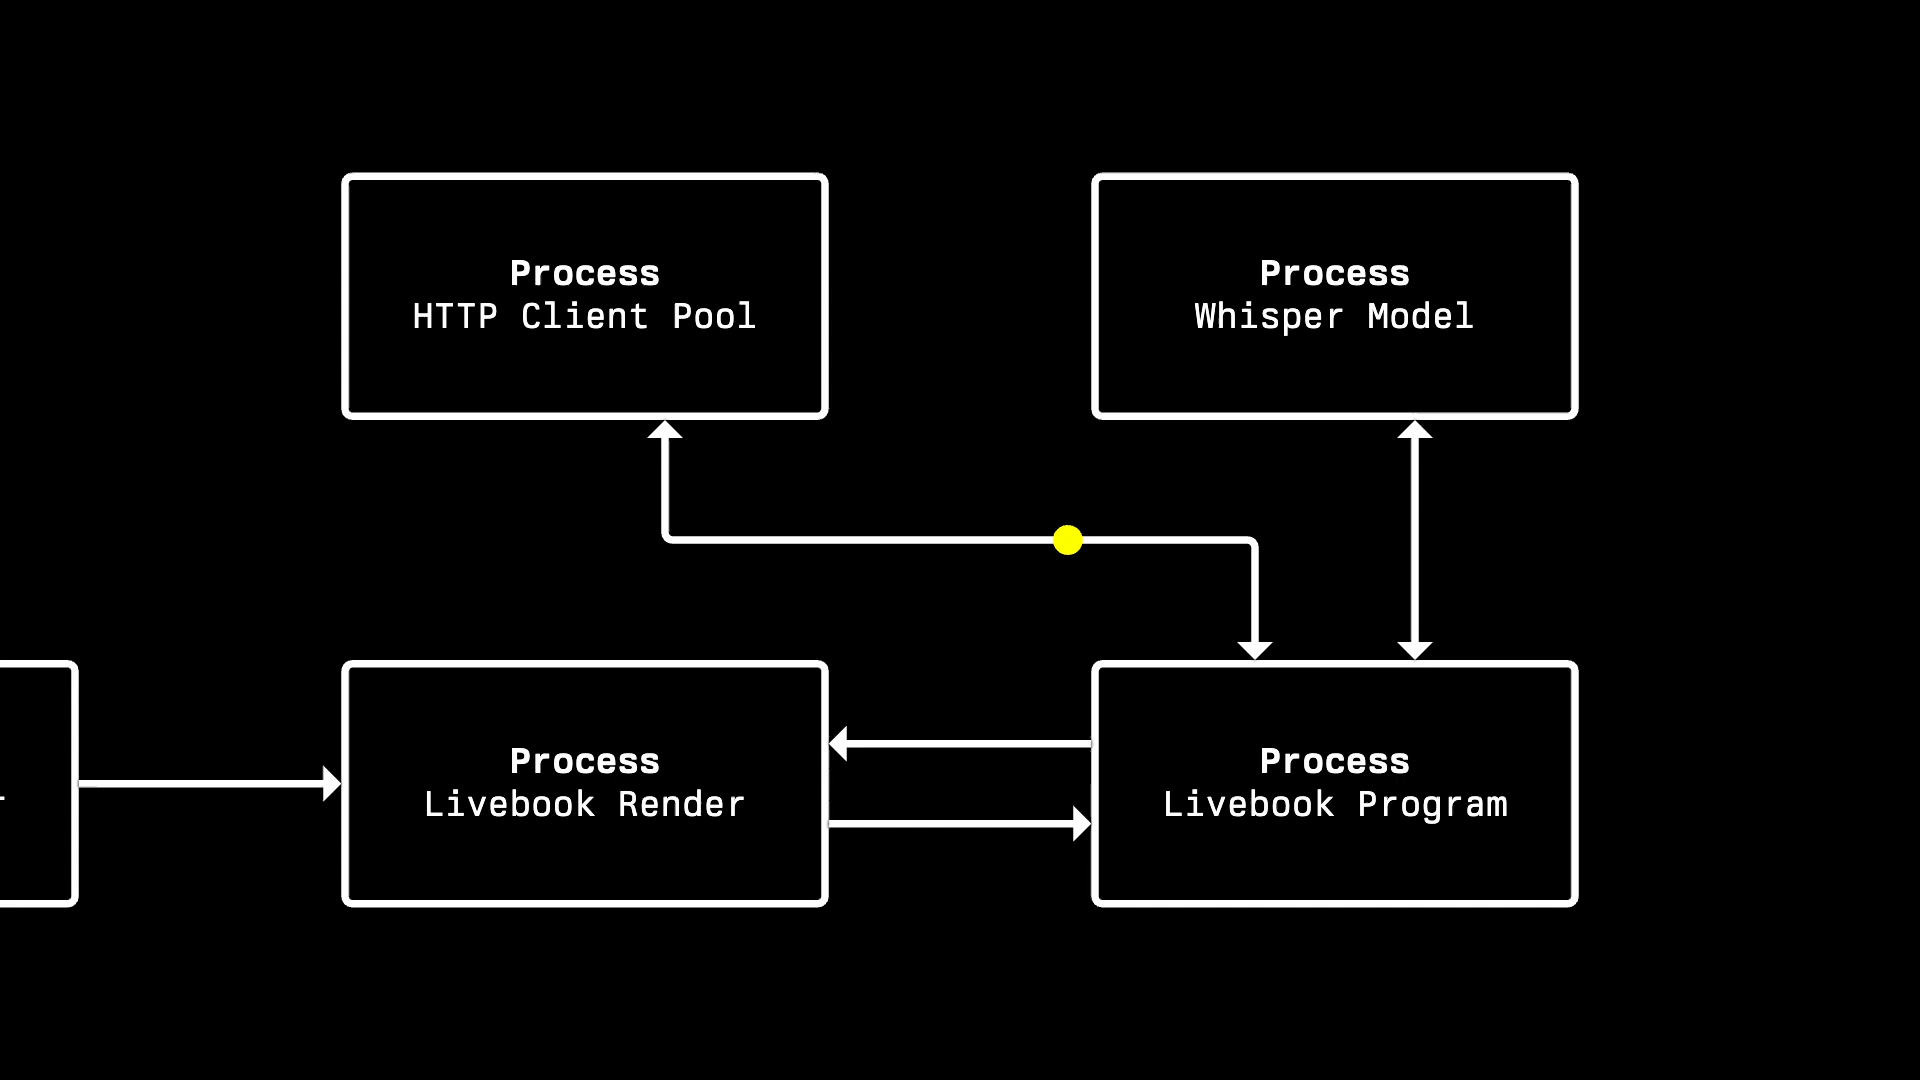 Process
HTTP Client Pool
Process
Whisper Model
Process
Livebook Render
Process
Livebook Program